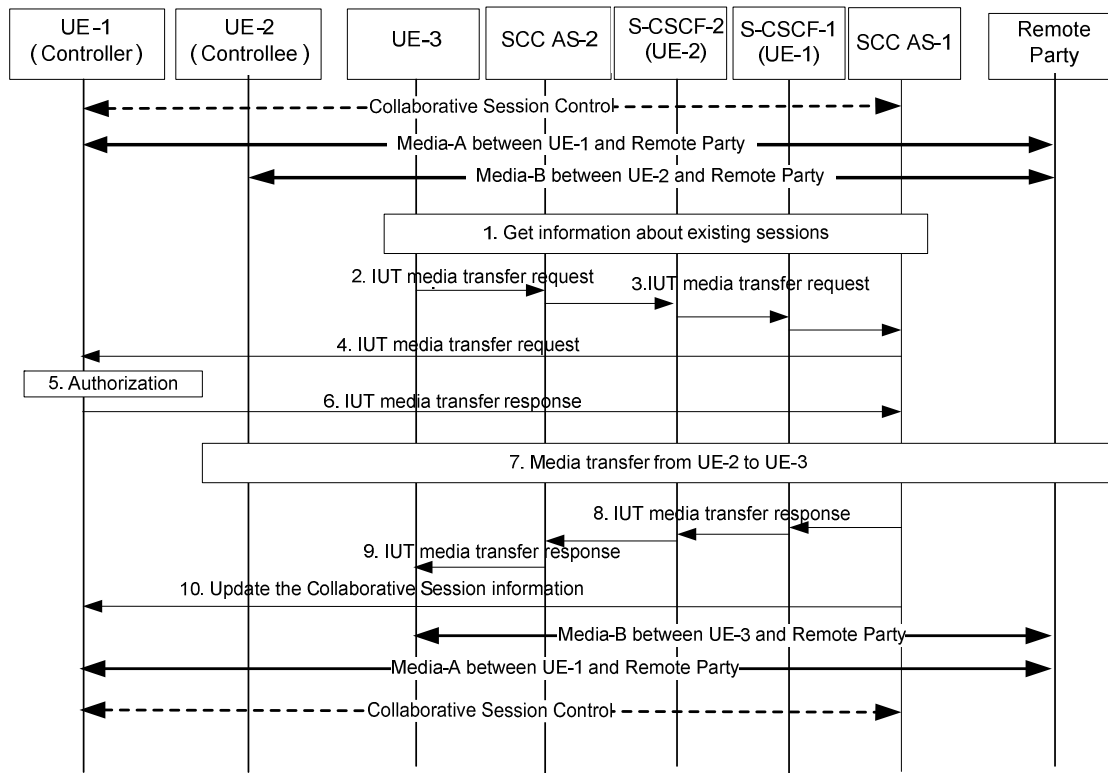 UE-1
( Controller )
UE-2
( Controllee )
UE-3
SCC AS-2
S-CSCF-2
(UE-2)
S-CSCF-1
(UE-1)
SCC AS-1
Remote
Party
Collaborative Session Control
Media-A between UE-1 and Remote Party
Media-B between UE-2 and Remote Party
1. Get information about existing sessions
2. IUT media transfer request
3.IUT media transfer request
4. IUT media transfer request
5. Authorization
6. IUT media transfer response
7. Media transfer from UE-2 to UE-3
8. IUT media transfer response
9. IUT media transfer response
10. Update the Collaborative Session information
Media-B between UE-3 and Remote Party
Media-A between UE-1 and Remote Party
Collaborative Session Control